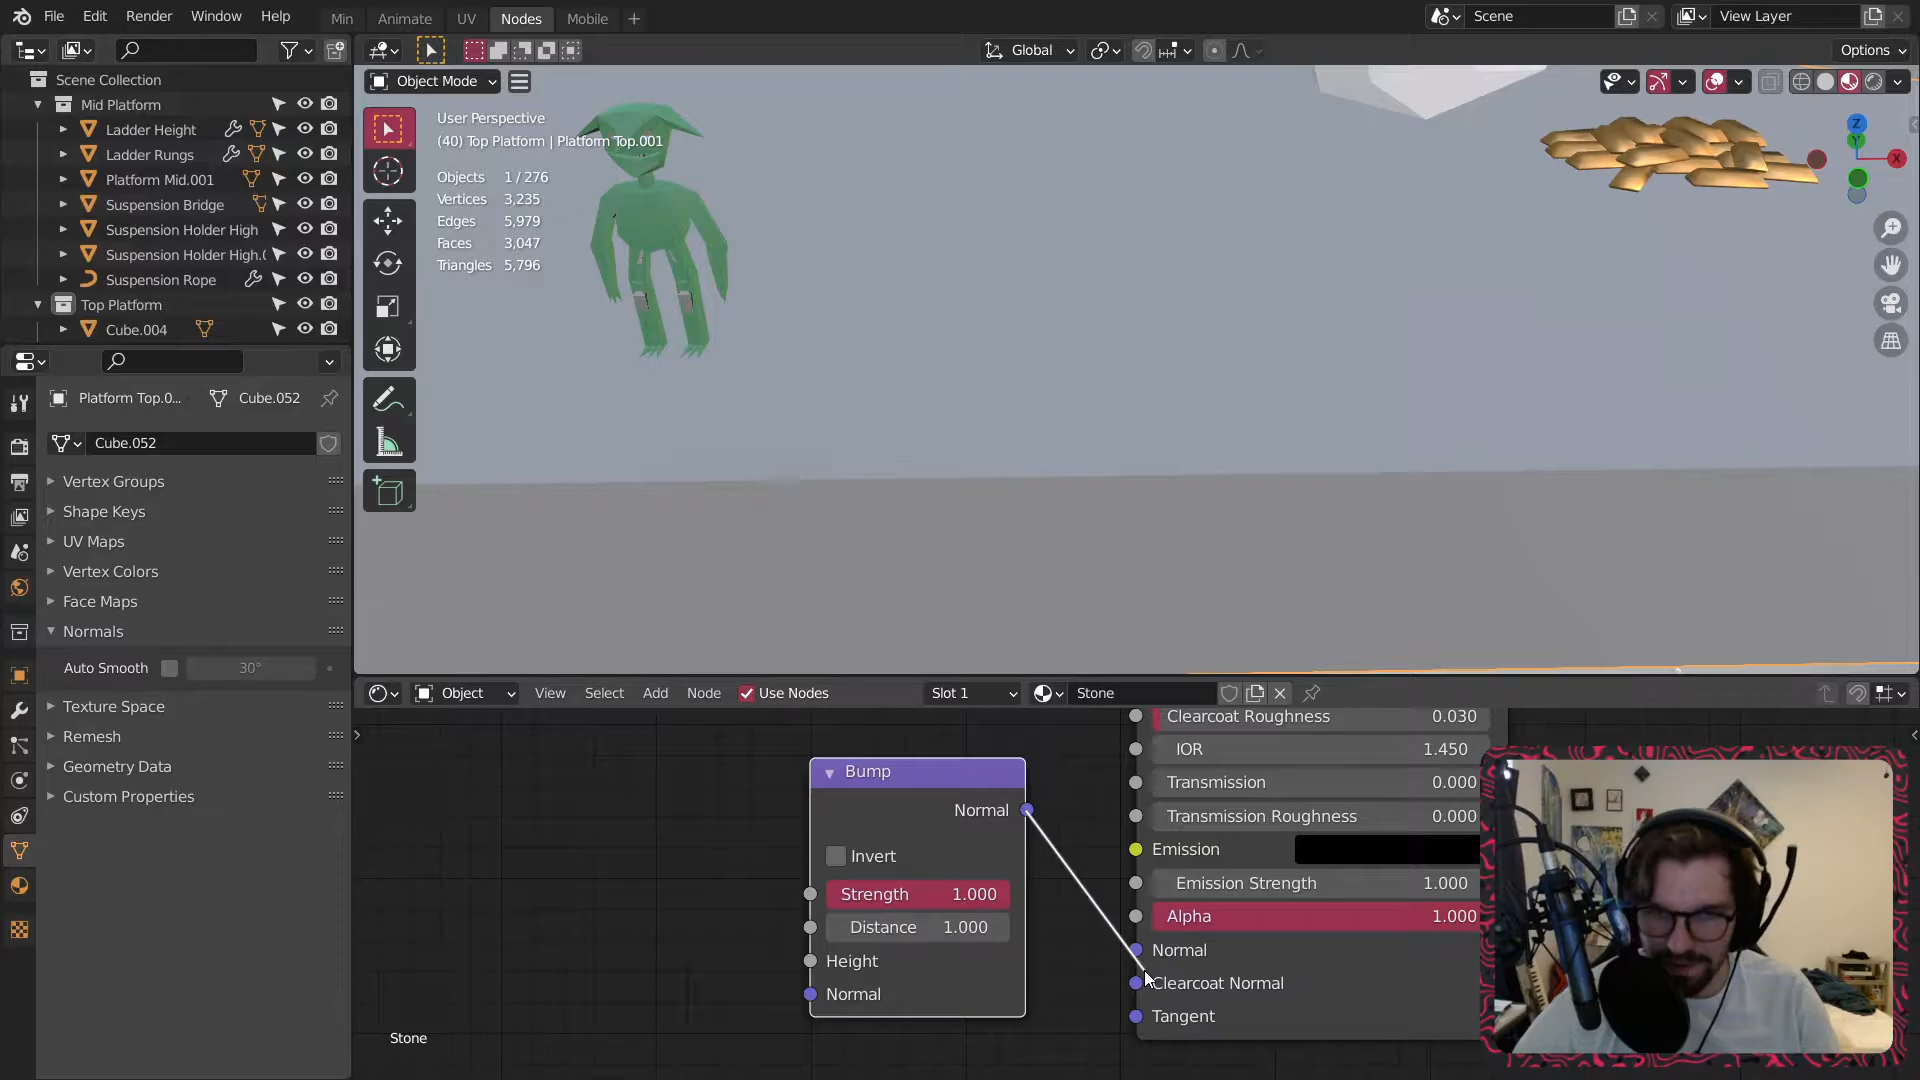 File Edit Render Window Help Min Animate UV Nodes Mobile + Scene View Layer
Global Options
Scene Collection
Mid Platform
Ladder Height
Ladder Rungs
Platform Mid.001
Suspension Bridge
Suspension Holder High
Suspension Holder High.(
Suspension Rope
Top Platform
Cube.004
Object Mode
User Perspective
(40) Top Platform | Platform Top.001
Objects 1 / 276
Vertices 3,235
Edges 5,979
Faces 3,047
Triangles 5,796
Z
Y
X
Platform Top.0... Cube.052
Cube.052
Vertex Groups
Shape Keys
UV Maps
Vertex Colors
Face Maps
Normals
Auto Smooth 30°
Texture Space
Remesh
Geometry Data
Custom Properties
Object View Select Add Node Use Nodes Slot 1 Stone
Bump
Normal
Invert
Strength 1.000
Distance 1.000
Height
Normal
Clearcoat Roughness 0.030
IOR 1.450
Transmission 0.000
Transmission Roughness 0.000
Emission
Emission Strength 1.000
Alpha 1.000
Normal
Clearcoat Normal
Tangent
Stone